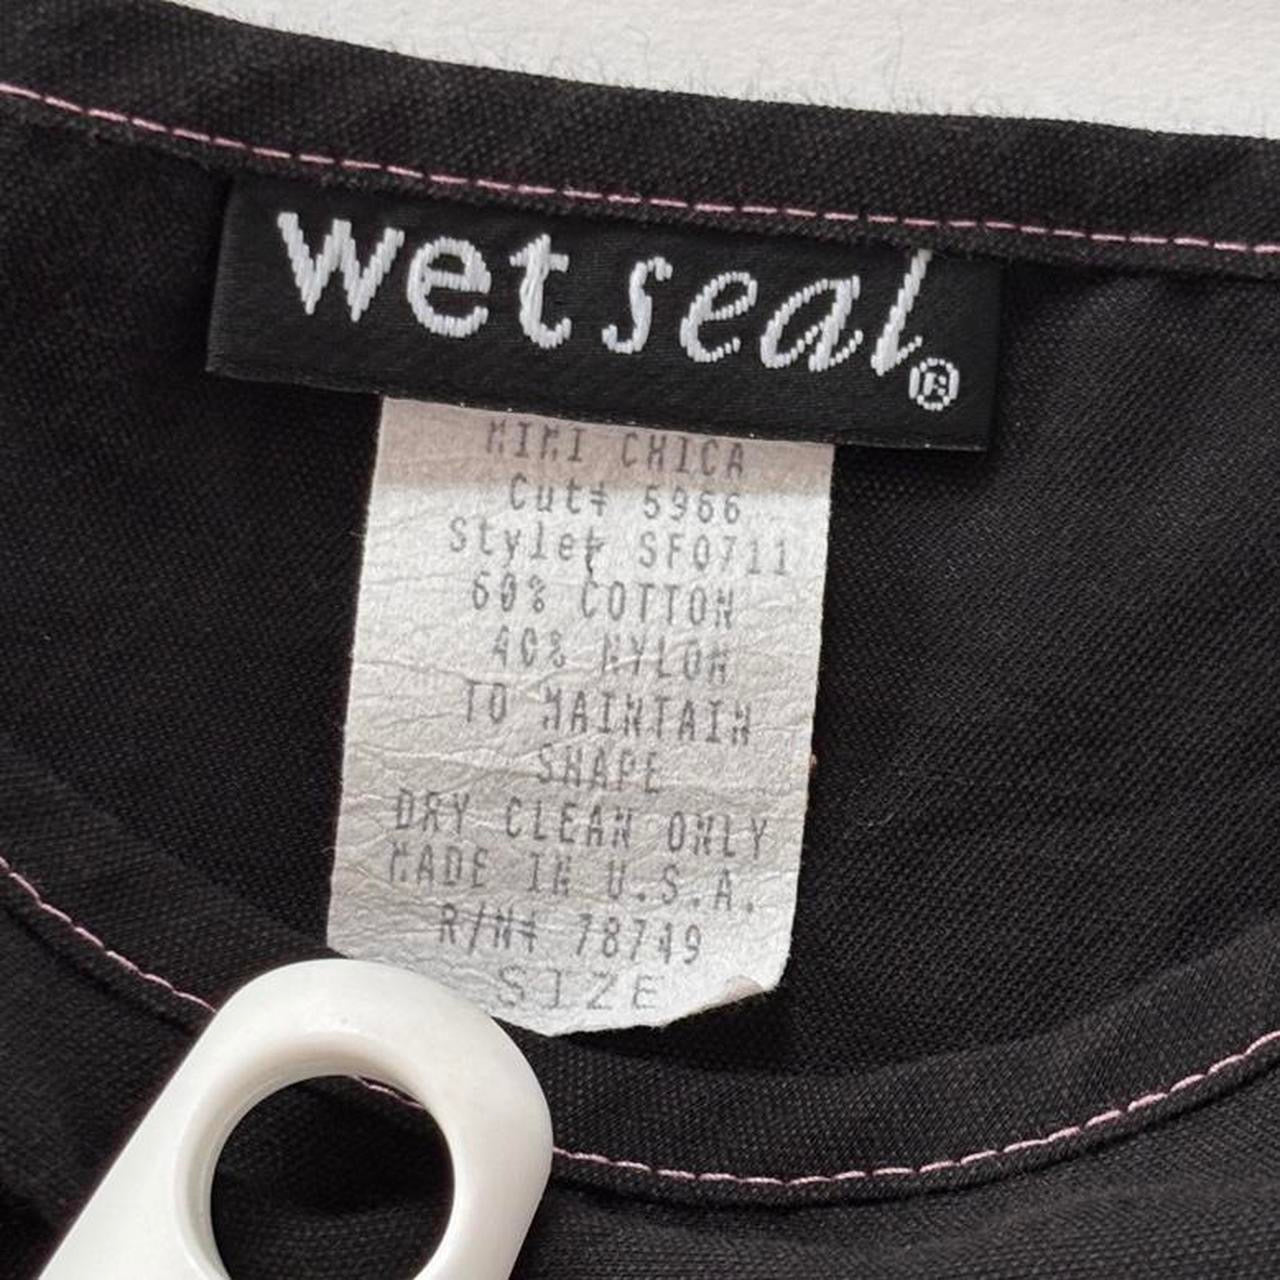 wet seal®
MIMI CHICA
Cut# 5966
Style# SF0711
60% COTTON
40% NYLON
TO MAINTAIN
SHAPE
DRY CLEAN ONLY
MADE IN U.S.A.
R/N# 78749
SIZE